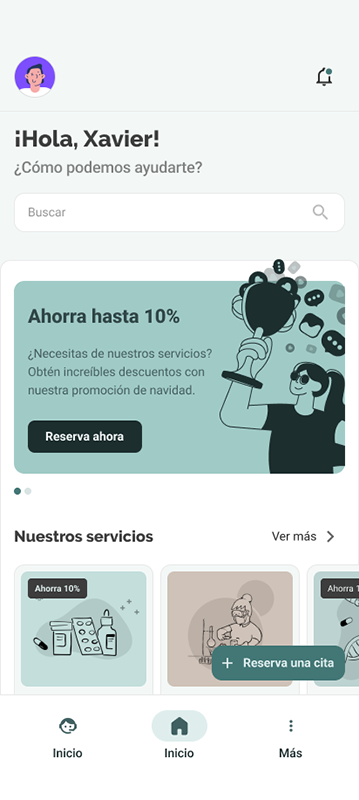 ¡Hola, Xavier!
¿Cómo podemos ayudarte?
Buscar
Ahorra hasta 10%
¿Necesitas de nuestros servicios?
Obtén increíbles descuentos con
nuestra promoción de navidad.
Reserva ahora
Nuestros servicios
Ver más
Ahorra 10%
Ahorra 1
Reserva una cita
Inicio
Inicio
Más